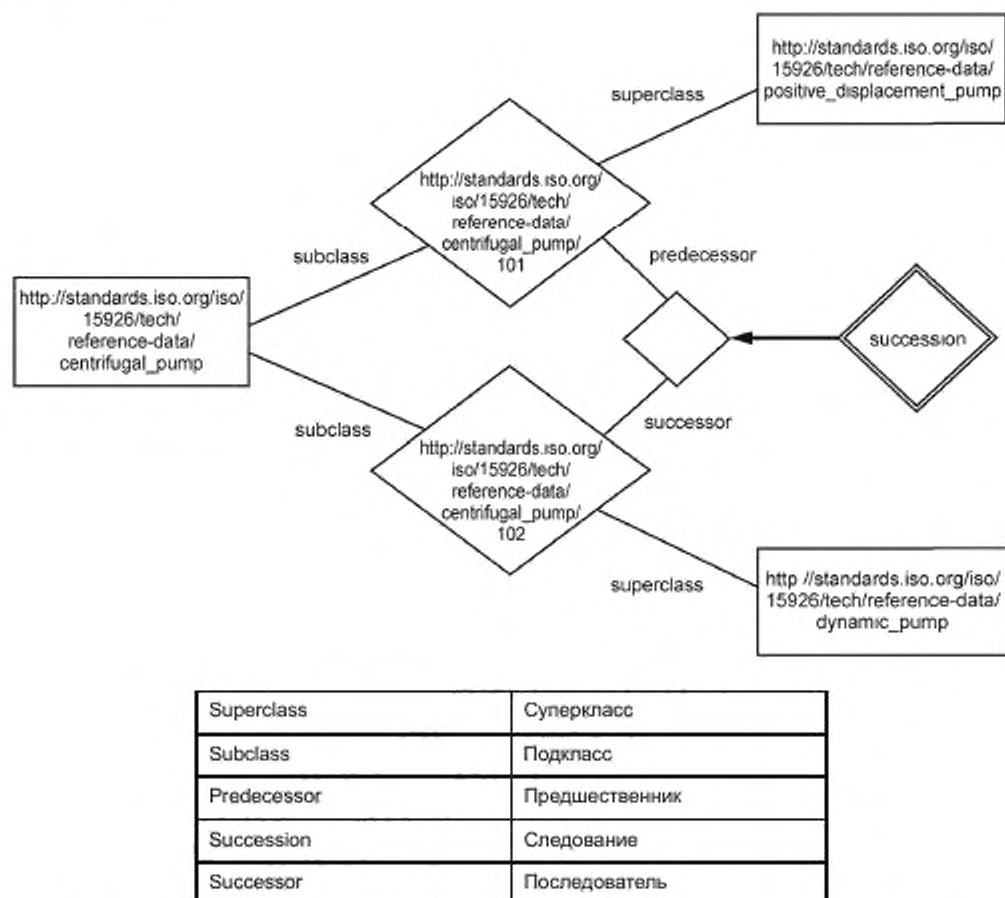 http://standards.iso.org/iso/
15926/tech/reference-data/
positive_displacement_pump
superclass
http://standards.iso.org/
iso/15926/tech/
reference-data/
centrifugal_pump/
101
subclass
predecessor
http://standards.iso.org/iso/
15926/tech/
reference-data/
centrifugal_pump
succession
subclass
successor
http://standards.iso.org/
iso/15926/tech/
reference-data/
centrifugal_pump/
102
superclass
http //standards.iso.org/iso/
15926/tech/reference-data/
dynamic_pump
Superclass Суперкласс
Subclass Подкласс
Predecessor Предшественник
Succession Следование
Successor Последователь